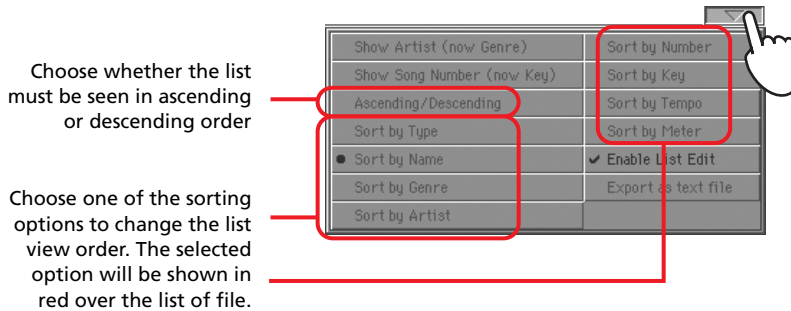 Show Artist (now Genre)
Sort by Number
Show Song Number (now Key)
Sort by Key
Ascending/Descending
Sort by Tempo
Sort by Type
Sort by Meter
Sort by Name
Enable List Edit
Sort by Genre
Export as text file
Sort by Artist
Choose whether the list
must be seen in ascending
or descending order
Choose one of the sorting
options to change the list
view order. The selected
option will be shown in
red over the list of file.